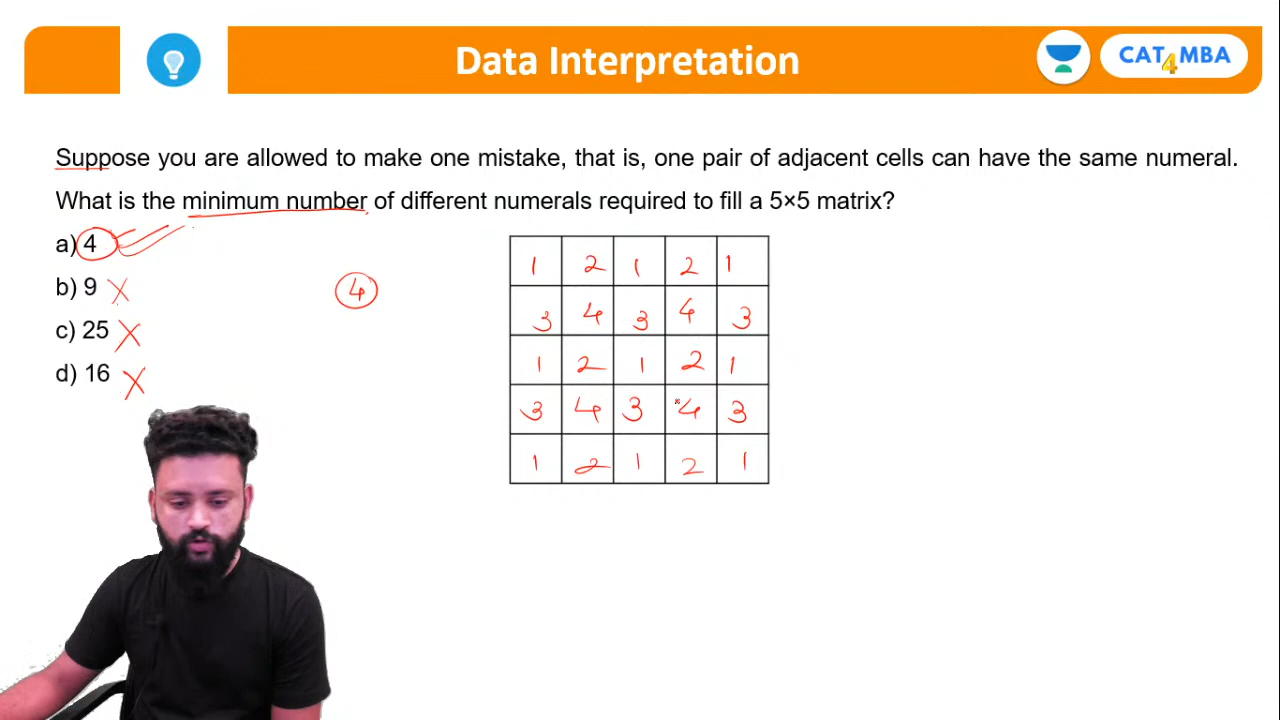 Data Interpretation
CAT4MBA
Suppose you are allowed to make one mistake, that is, one pair of adjacent cells can have the same numeral.
What is the minimum number of different numerals required to fill a 5×5 matrix?
a) 4
b) 9
c) 25
d) 16
4
1 2 1 2 1
3 4 3 4 3
1 2 1 2 1
3 4 3 4 3
1 2 1 2 1